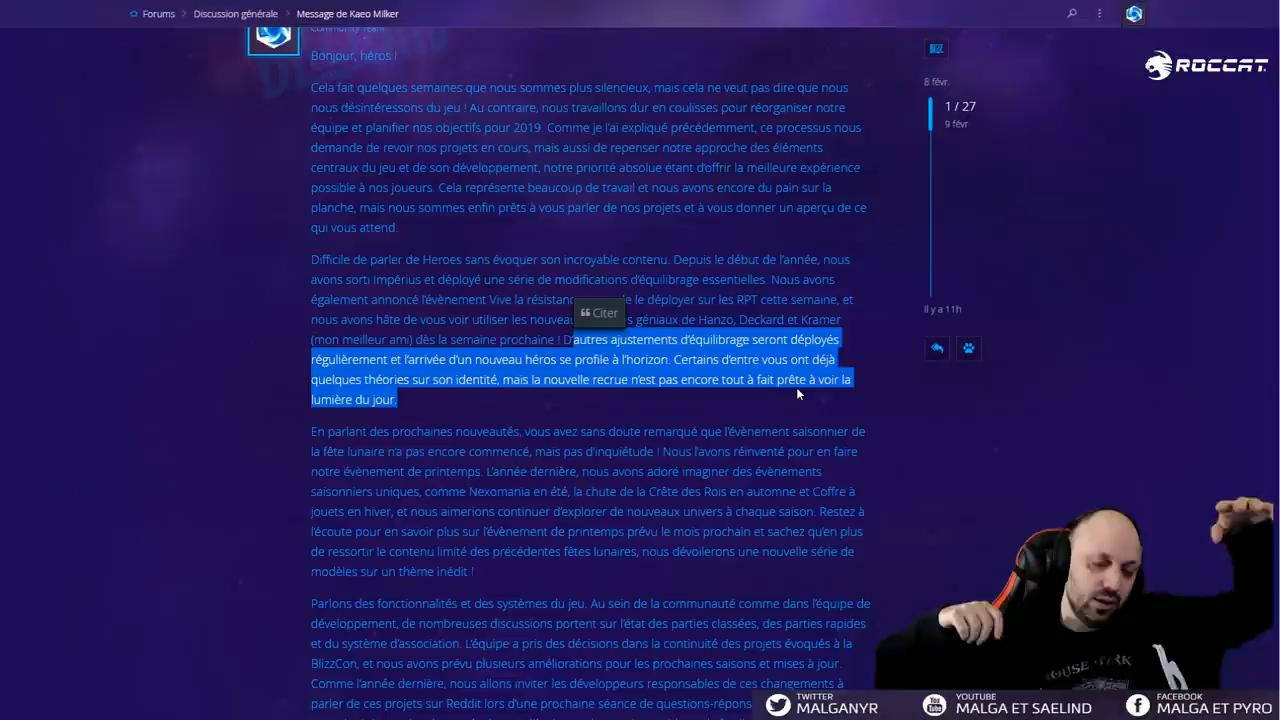 Forums
Discussion générale
Message de Kaeo Milker
Community Team
Bonjour, héros !
Cela fait quelques semaines que nous sommes plus silencieux, mais cela ne veut pas dire que nous
nous désintéressons du jeu ! Au contraire, nous travaillons dur en coulisses pour réorganiser notre
équipe et planifier nos objectifs pour 2019. Comme je l'ai expliqué précédemment, ce processus nous
demande de revoir nos projets en cours, mais aussi de repenser notre approche des éléments
centraux du jeu et de son développement, notre priorité absolue étant d'offrir la meilleure expérience
possible à nos joueurs. Cela représente beaucoup de travail et nous avons encore du pain sur la
planche, mais nous sommes enfin prêts à vous parler de nos projets et à vous donner un aperçu de ce
qui vous attend.
Difficile de parler de Heroes sans évoquer son incroyable contenu. Depuis le début de l'année, nous
avons sorti Impérius et déployé une série de modifications d'équilibrage essentielles. Nous avons
également annoncé l'évènement Vive la résistance le déployer sur les RPT cette semaine, et
nous avons hâte de vous voir utiliser les nouveau géniaux de Hanzo, Deckard et Kramer
(mon meilleur ami) dès la semaine prochaine ! D'autres ajustements d'équilibrage seront déployés
régulièrement et l'arrivée d'un nouveau héros se profile à l'horizon. Certains d'entre vous ont déjà
quelques théories sur son identité, mais la nouvelle recrue n'est pas encore tout à fait prête à voir la
lumière du jour.
Citer
En parlant des prochaines nouveautés, vous avez sans doute remarqué que l'évènement saisonnier de
la fête lunaire n'a pas encore commencé, mais pas d'inquiétude ! Nous l'avons réinventé pour en faire
notre évènement de printemps. L'année dernière, nous avons adoré imaginer des évènements
saisonniers uniques, comme Nexomania en été, la chute de la Crête des Rois en automne et Coffre à
jouets en hiver, et nous aimerions continuer d'explorer de nouveaux univers à chaque saison. Restez à
l'écoute pour en savoir plus sur l'évènement de printemps prévu le mois prochain et sachez qu'en plus
de ressortir le contenu limité des précédentes fêtes lunaires, nous dévoilerons une nouvelle série de
modèles sur un thème inédit !
Parlons des fonctionnalités et des systèmes du jeu. Au sein de la communauté comme dans l'équipe de
développement, de nombreuses discussions portent sur l'état des parties classées, des parties rapides
et du système d'association. L'équipe a pris des décisions dans la continuité des projets évoqués à la
BlizzCon, et nous avons prévu plusieurs améliorations pour les prochaines saisons et mises à jour.
Comme l'année dernière, nous allons inviter les développeurs responsables de ces changements à
parler de ces projets sur Reddit lors d'une prochaine séance de questions-réponses
8 févr.
1 / 27
9 févr
Il y a 11h
ROCCAT
HOUSE STARK
TWITTER
MALGANYR
YOUTUBE
MALGA ET SAELIND
FACEBOOK
MALGA ET PYRO